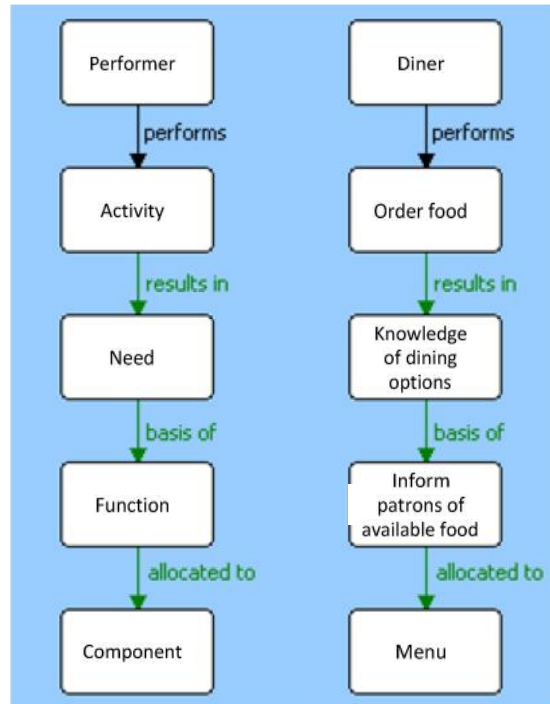 Performer
performs
Activity
results in
Need
basis of
Function
allocated to
Component
Diner
performs
Order food
results in
Knowledge
of dining
options
basis of
Inform
patrons of
available food
allocated to
Menu